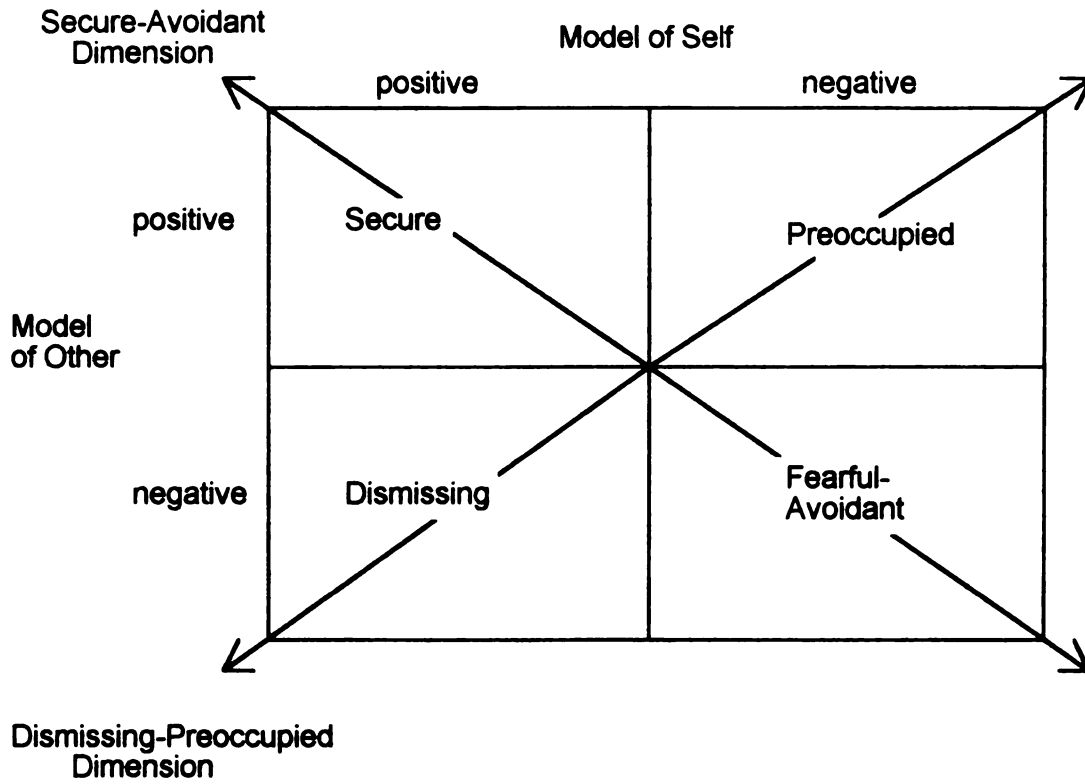 Secure-Avoidant
Dimension
Model of Self
positive
negative
positive
Secure
Preoccupied
Model
of Other
negative
Dismissing
Fearful-
Avoidant
Dismissing-Preoccupied
Dimension